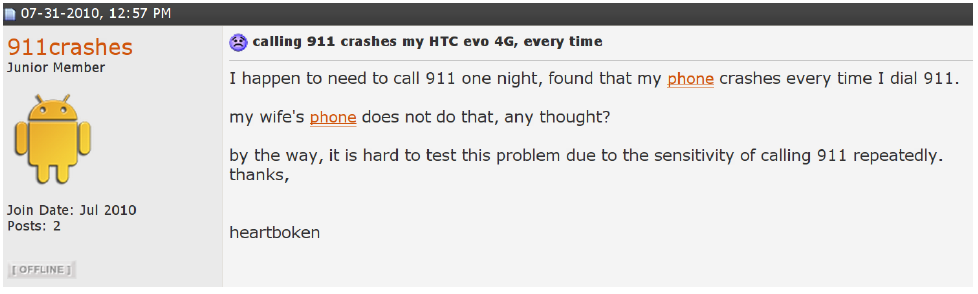 07-31-2010, 12:57 PM
911crashes
Junior Member
Join Date: Jul 2010
Posts: 2
[ OFFLINE ]
calling 911 crashes my HTC evo 4G, every time
I happen to need to call 911 one night, found that my phone crashes every time I dial 911.
my wife's phone does not do that, any thought?
by the way, it is hard to test this problem due to the sensitivity of calling 911 repeatedly.
thanks,
heartboken